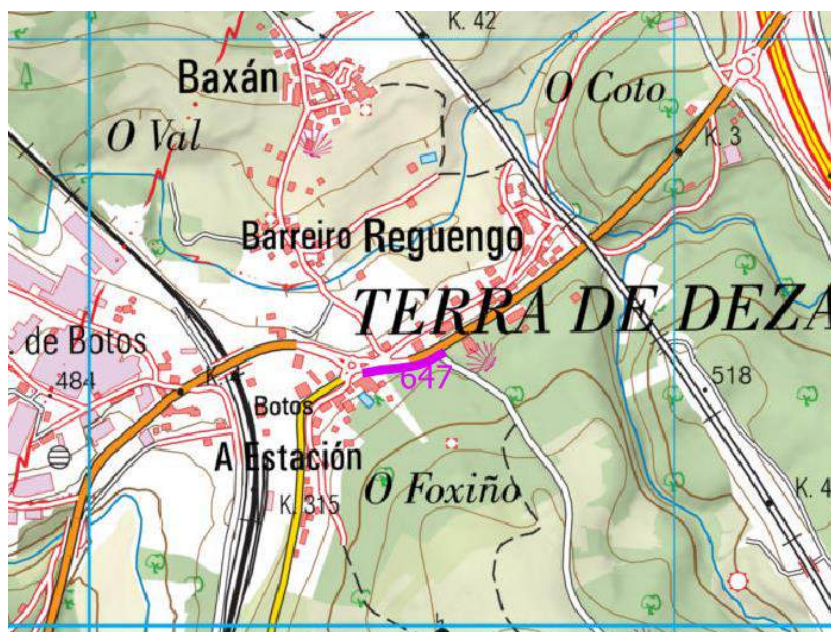 K. 42
Baxán
O Coto
O Val
K. 3
Barreiro
Reguengo
TERRA DE DEZA
. de Botos
647
484
K.
518
Botos
A Estación
O Foxiño
K. 315
K. 4